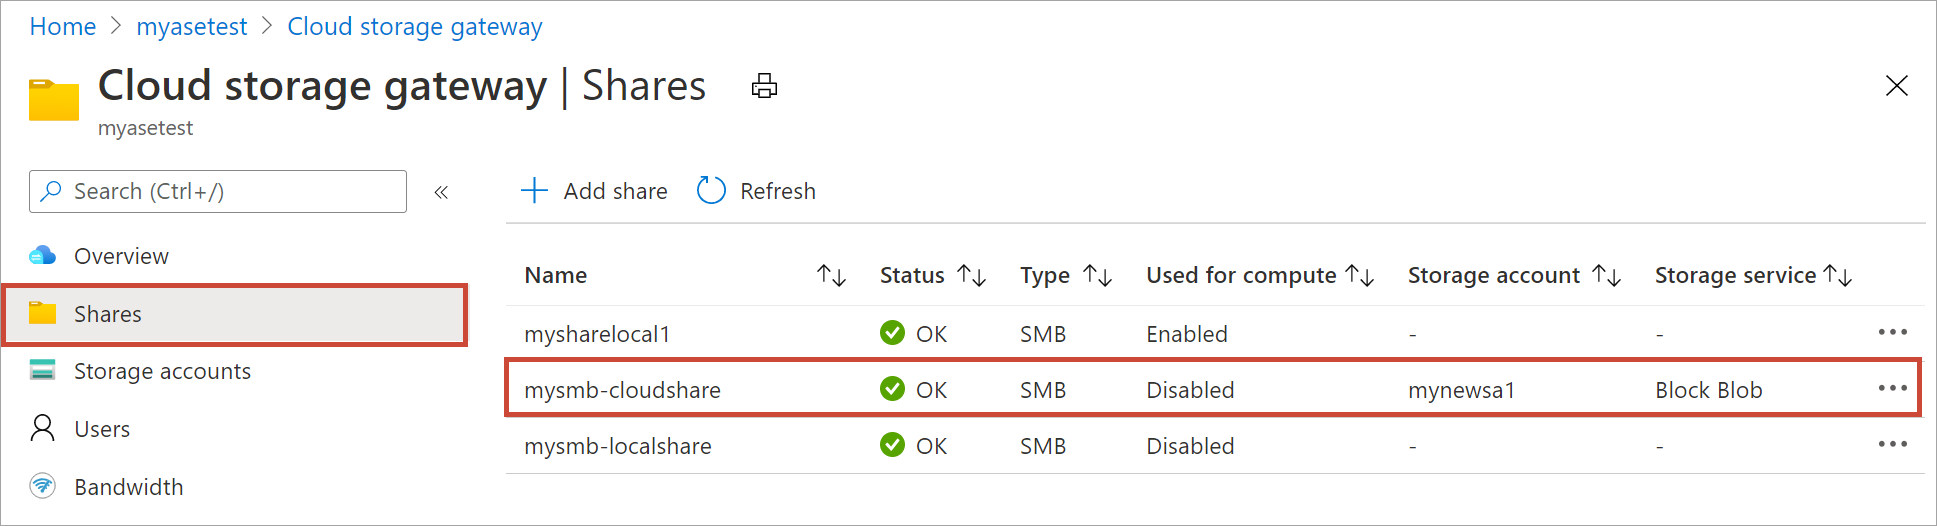 Home > myasetest > Cloud storage gateway
Cloud storage gateway | Shares
myasetest
Search (Ctrl+/)
«
Add share
Refresh
Overview
Shares
Storage accounts
Users
Bandwidth
Name Status Type Used for compute Storage account Storage service
mysharelocal1 OK SMB Enabled - - •••
mysmb-cloudshare OK SMB Disabled mynewsa1 Block Blob •••
mysmb-localshare OK SMB Disabled - - •••